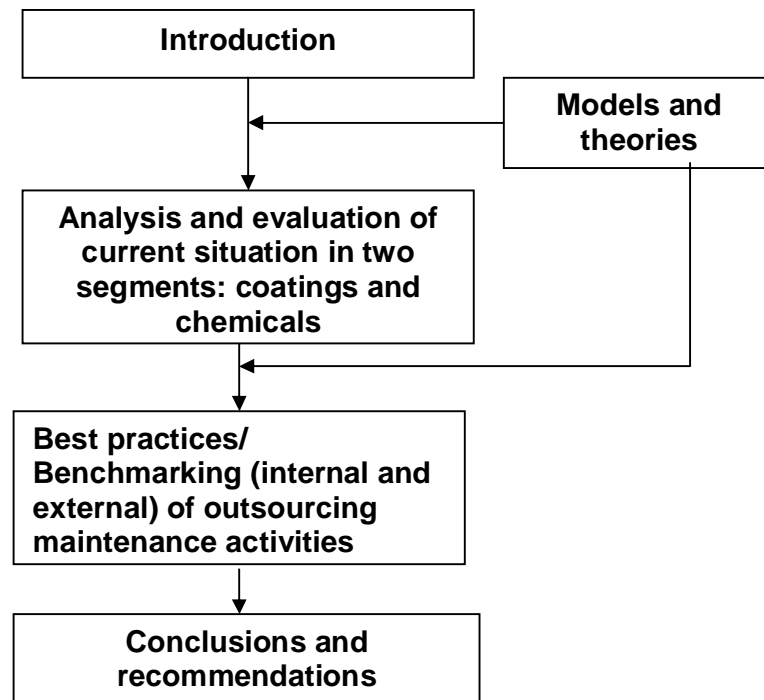 Introduction
Models and
theories
Analysis and evaluation of
current situation in two
segments: coatings and
chemicals
Best practices/
Benchmarking (internal and
external) of outsourcing
maintenance activities
Conclusions and
recommendations